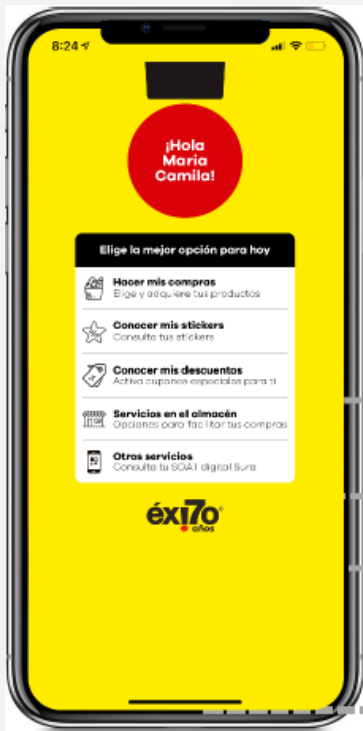 8:24
¡Hola
Maria
Camila!
Elige la mejor opción para hoy
Hacer mis compras
Elige y adquiere tus productos
Conocer mis stickers
Consulta tus stickers
Conocer mis descuentos
Activa cupones especiales para ti
Servicios en el almacén
Opciones para facilitar tus compras
Otros servicios
Consulta tu SOAT digital Sura
éxi70
años